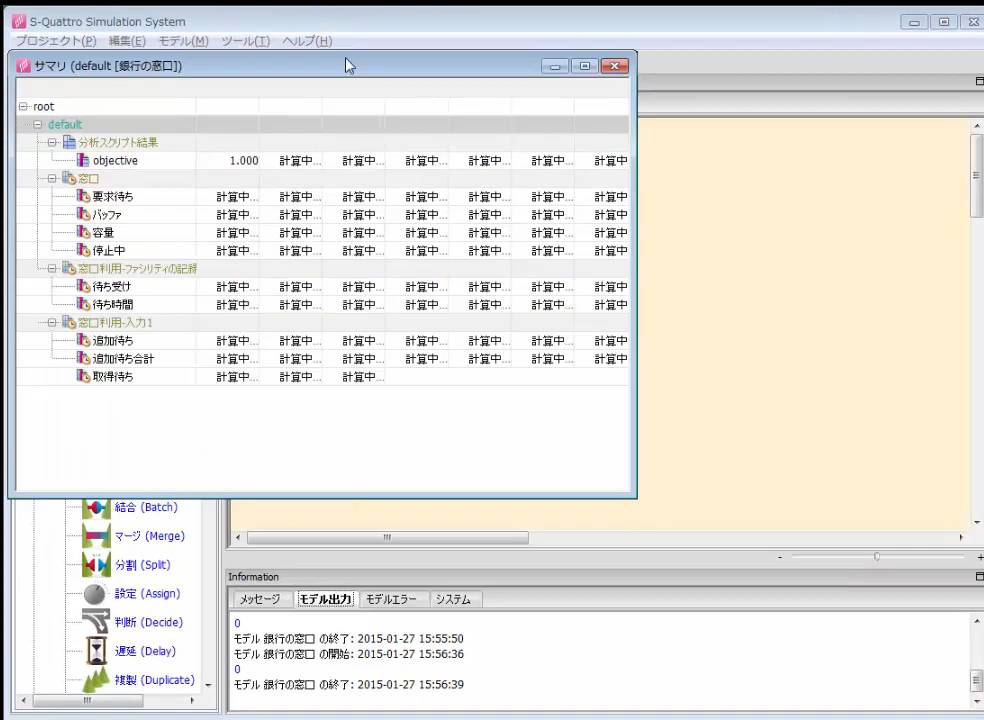 S-Quattro Simulation System
プロジェクト(P) 編集(E) モデル(M) ツール(T) ヘルプ(H)
サマリ (default [銀行の窓口])
root
default
分析スクリプト結果
objective 1.000 計算中... 計算中... 計算中... 計算中... 計算中... 計算中
窓口
要求待ち 計算中... 計算中... 計算中... 計算中... 計算中... 計算中... 計算中
バッファ 計算中... 計算中... 計算中... 計算中... 計算中... 計算中... 計算中
容量 計算中... 計算中... 計算中... 計算中... 計算中... 計算中... 計算中
停止中 計算中... 計算中... 計算中... 計算中... 計算中... 計算中... 計算中
窓口利用-ファシリティの記録
待ち受け 計算中... 計算中... 計算中... 計算中... 計算中... 計算中... 計算中
待ち時間 計算中... 計算中... 計算中... 計算中... 計算中... 計算中... 計算中
窓口利用-入力1
追加待ち 計算中... 計算中... 計算中... 計算中... 計算中... 計算中... 計算中
追加待ち合計 計算中... 計算中... 計算中... 計算中... 計算中... 計算中... 計算中
取得待ち 計算中... 計算中... 計算中...
結合 (Batch)
マージ (Merge)
分割 (Split)
設定 (Assign)
判断 (Decide)
遅延 (Delay)
複製 (Duplicate)
Information
メッセージ モデル出力 モデルエラー システム
0
モデル 銀行の窓口 の終了: 2015-01-27 15:55:50
モデル 銀行の窓口 の開始: 2015-01-27 15:56:36
0
モデル 銀行の窓口 の終了: 2015-01-27 15:56:39